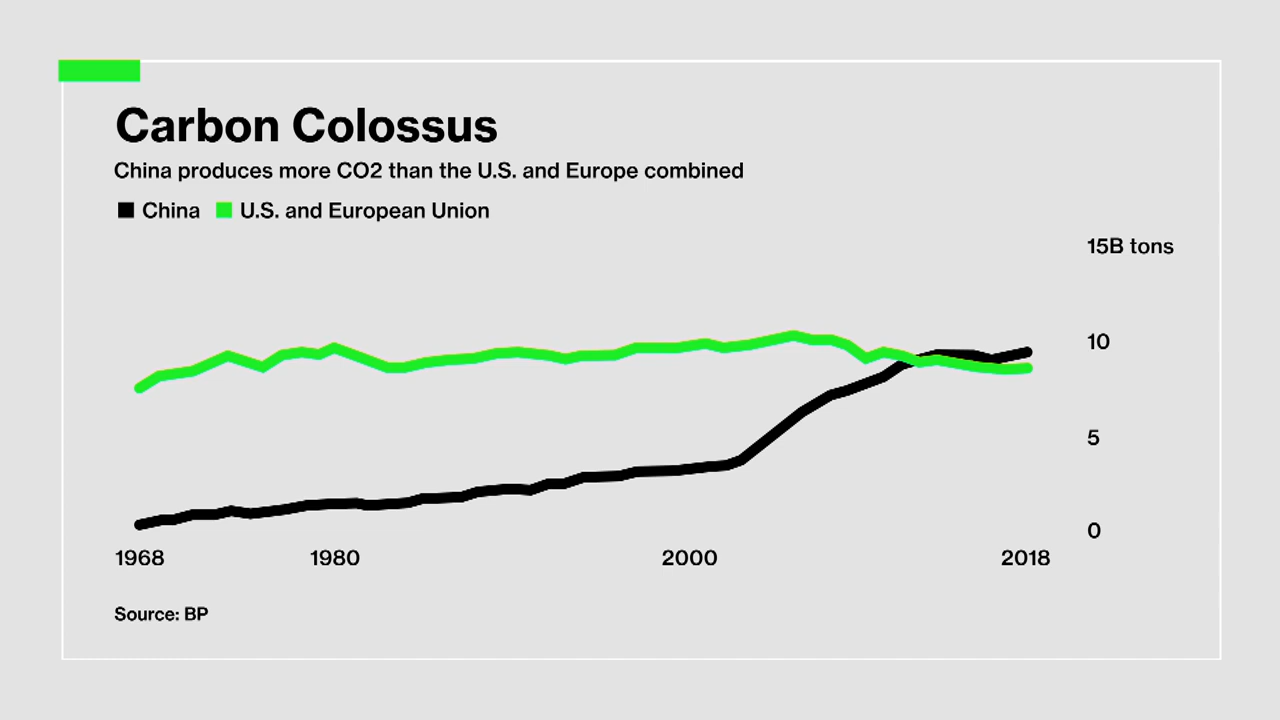 Carbon Colossus
China produces more CO2 than the U.S. and Europe combined
China U.S. and European Union
15B tons
10
5
0
1968 1980 2000 2018
Source: BP